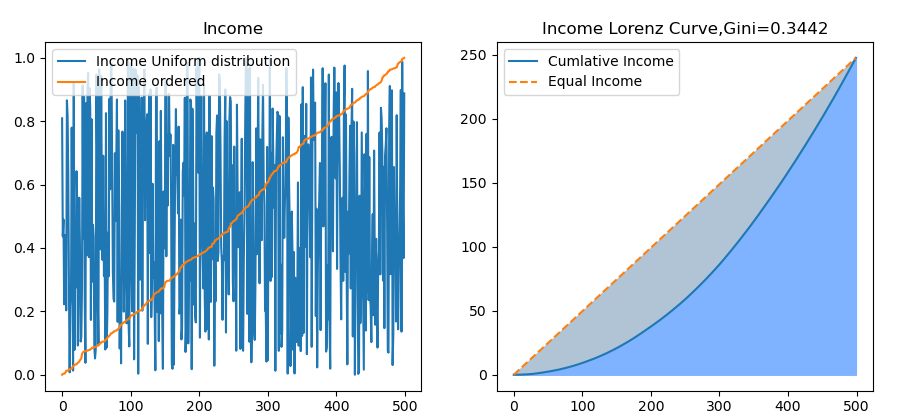 Income
Income Uniform distribution
Income ordered
1.0
0.8
0.6
0.4
0.2
0.0
0 100 200 300 400 500
Income Lorenz Curve,Gini=0.3442
Cumlative Income
Equal Income
250
200
150
100
50
0
0 100 200 300 400 500